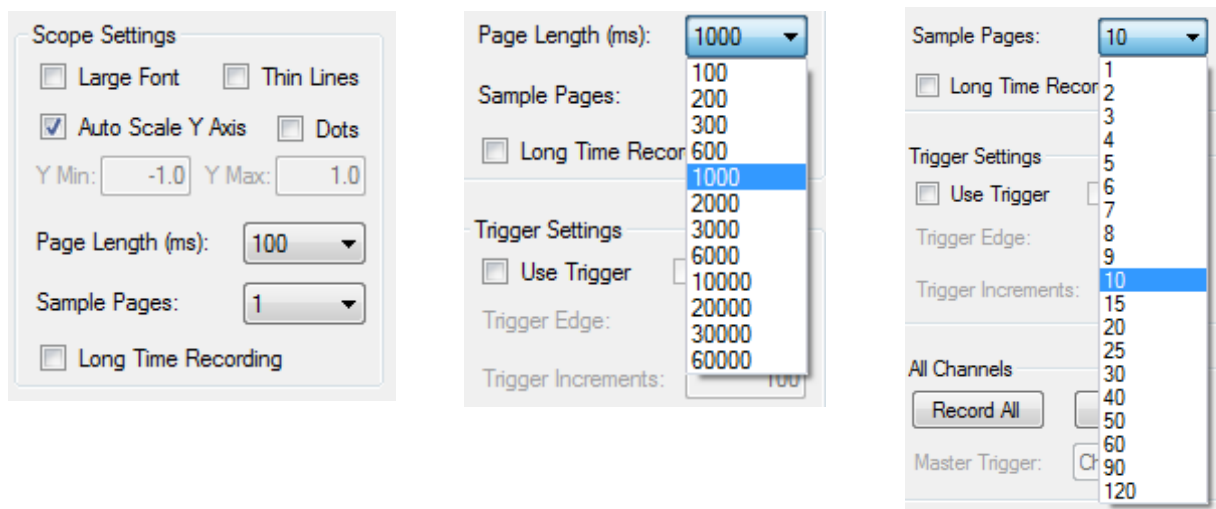 Scope Settings
Large Font Thin Lines
Auto Scale Y Axis Dots
Y Min: -1.0 Y Max: 1.0
Page Length (ms): 100
Sample Pages: 1
Long Time Recording
Page Length (ms): 1000
100
Sample Pages: 200
300
Long Time Recor 600
1000
2000
Trigger Settings 3000
6000
Use Trigger 10000
Trigger Edge: 20000
30000
60000
Trigger Increments: 100
Sample Pages: 10
1
Long Time Recor 2
3
4
Trigger Settings 5
Use Trigger 6
7
Trigger Edge: 8
9
Trigger Increments: 10
15
20
25
All Channels 30
Record All 40
50
60
Master Trigger: Ch 90
120